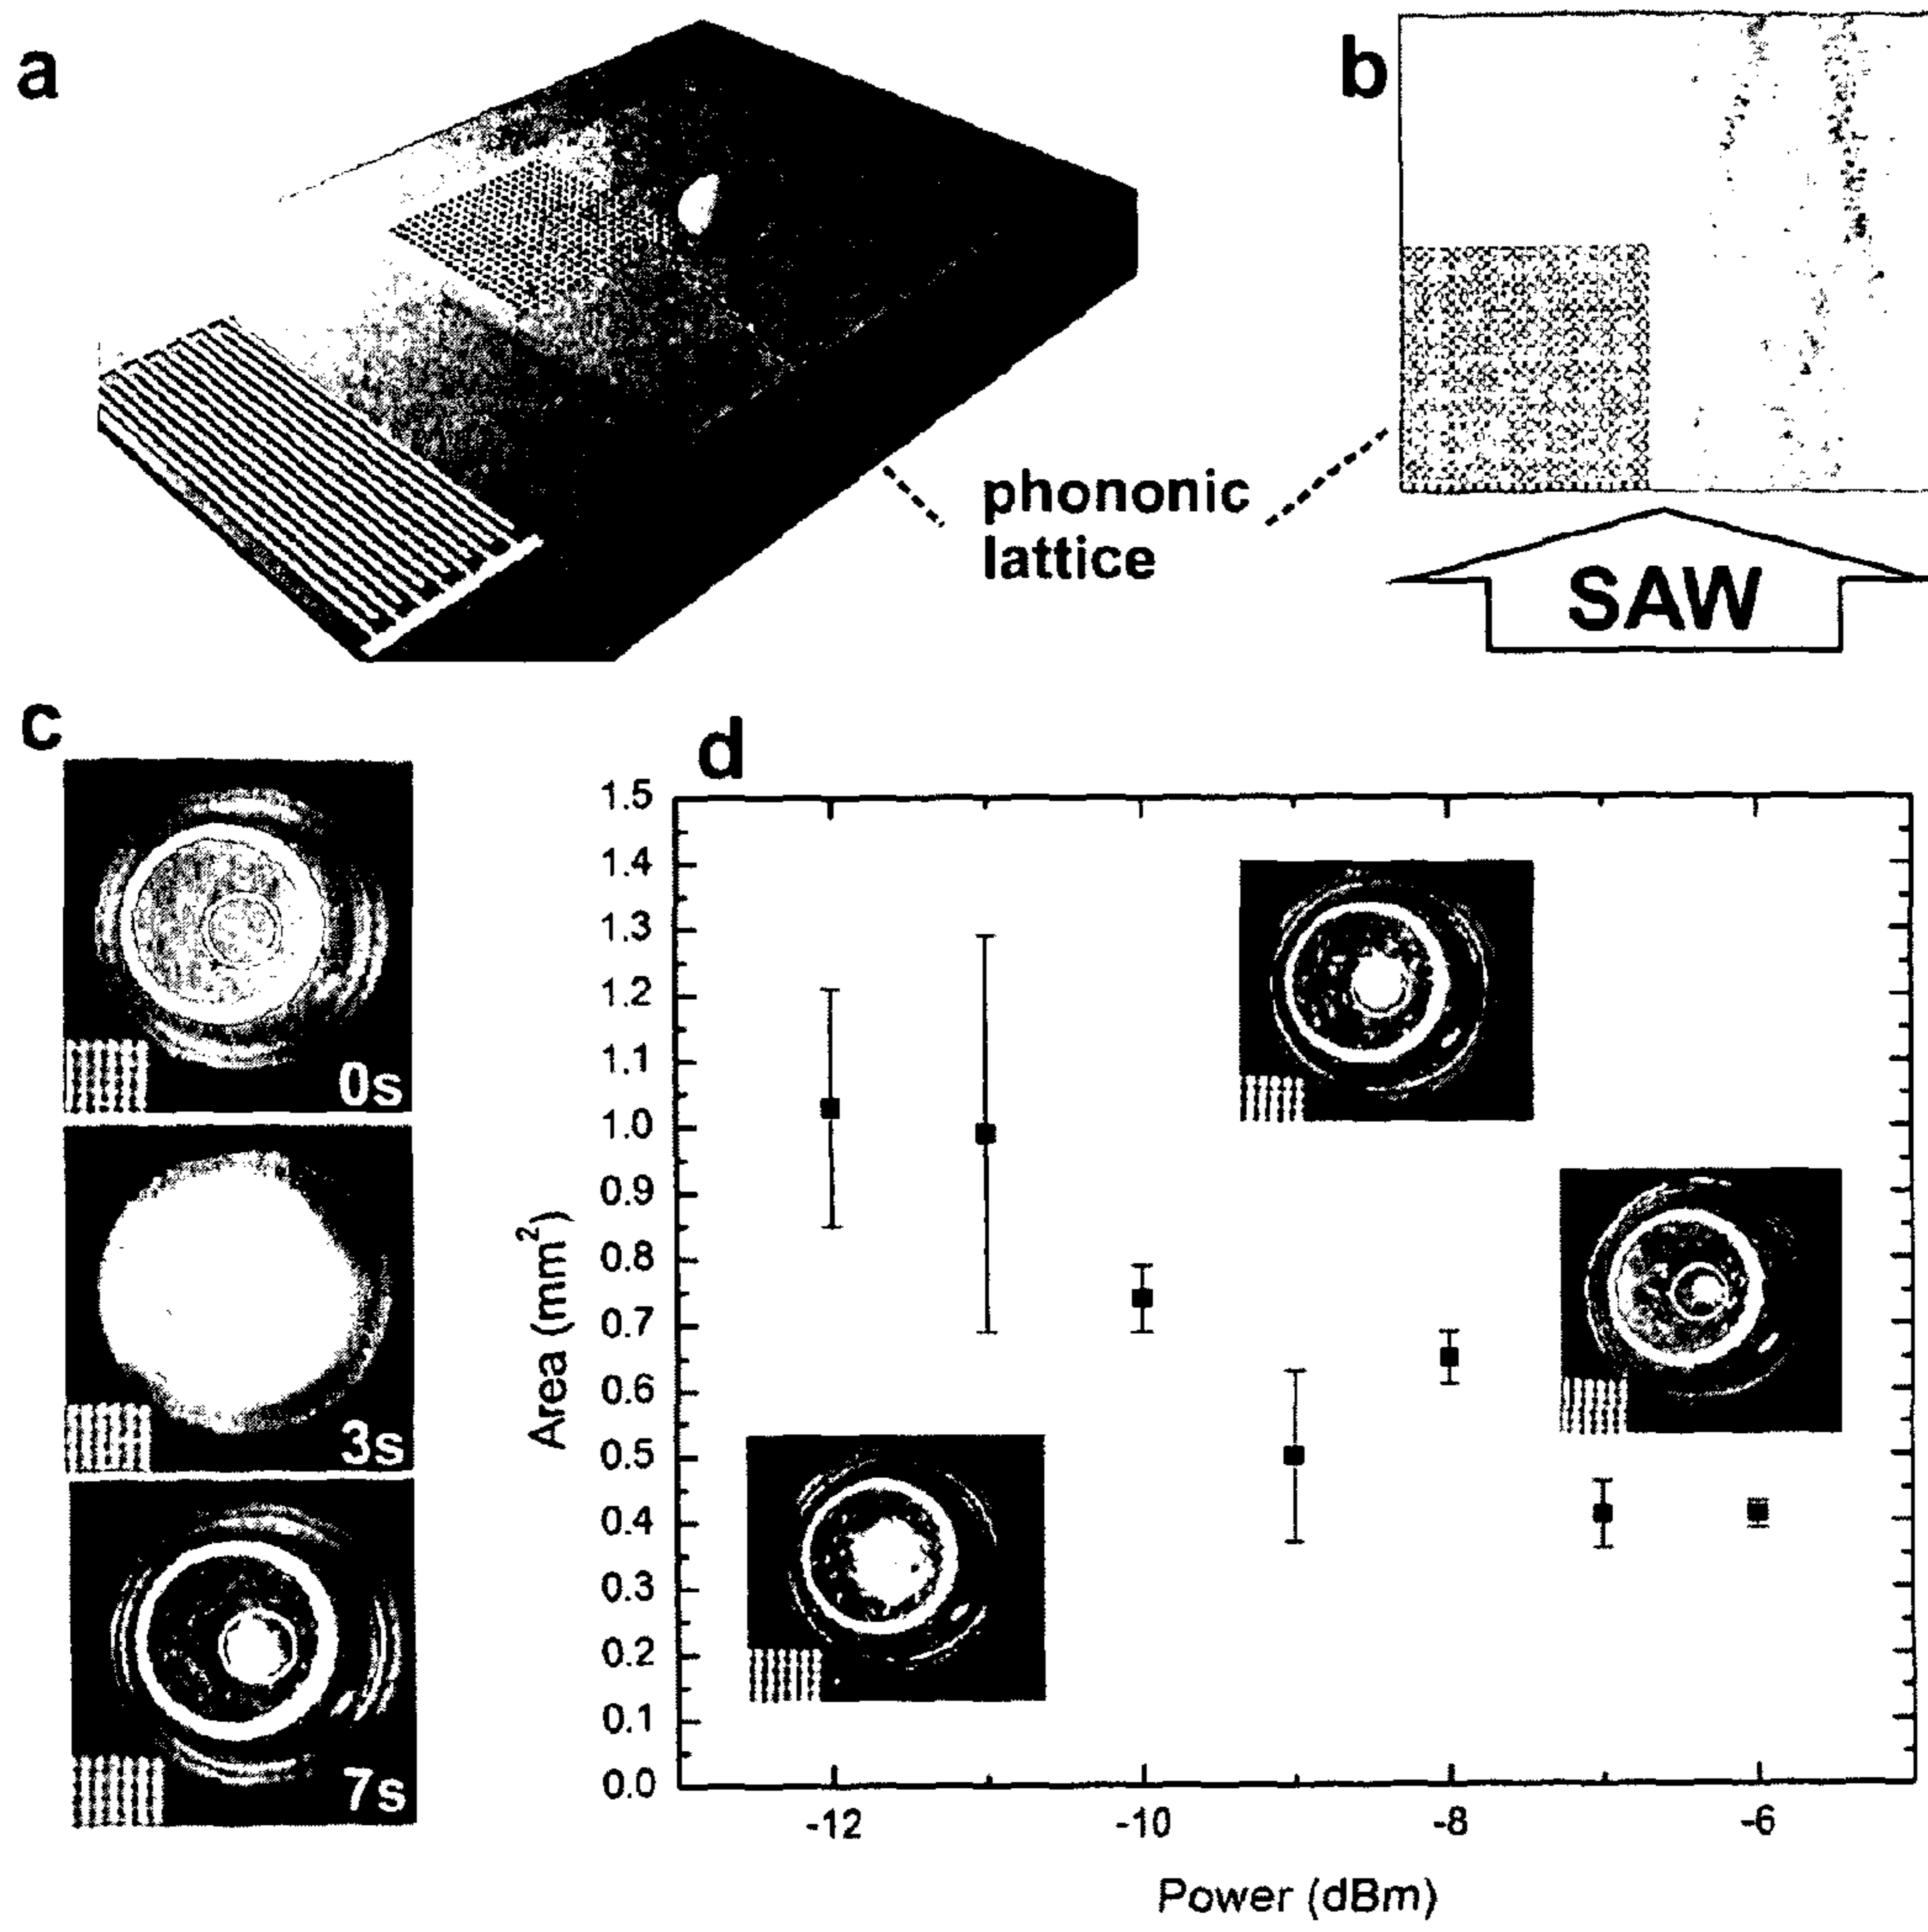 a
b
phononic
lattice
SAW
c
0s
3s
7s
d
1.5
1.4
1.3
1.2
1.1
1.0
0.9
0.8
0.7
0.6
0.5
0.4
0.3
0.2
0.1
0.0
Area (mm²)
-12 -10 -8 -6
Power (dBm)